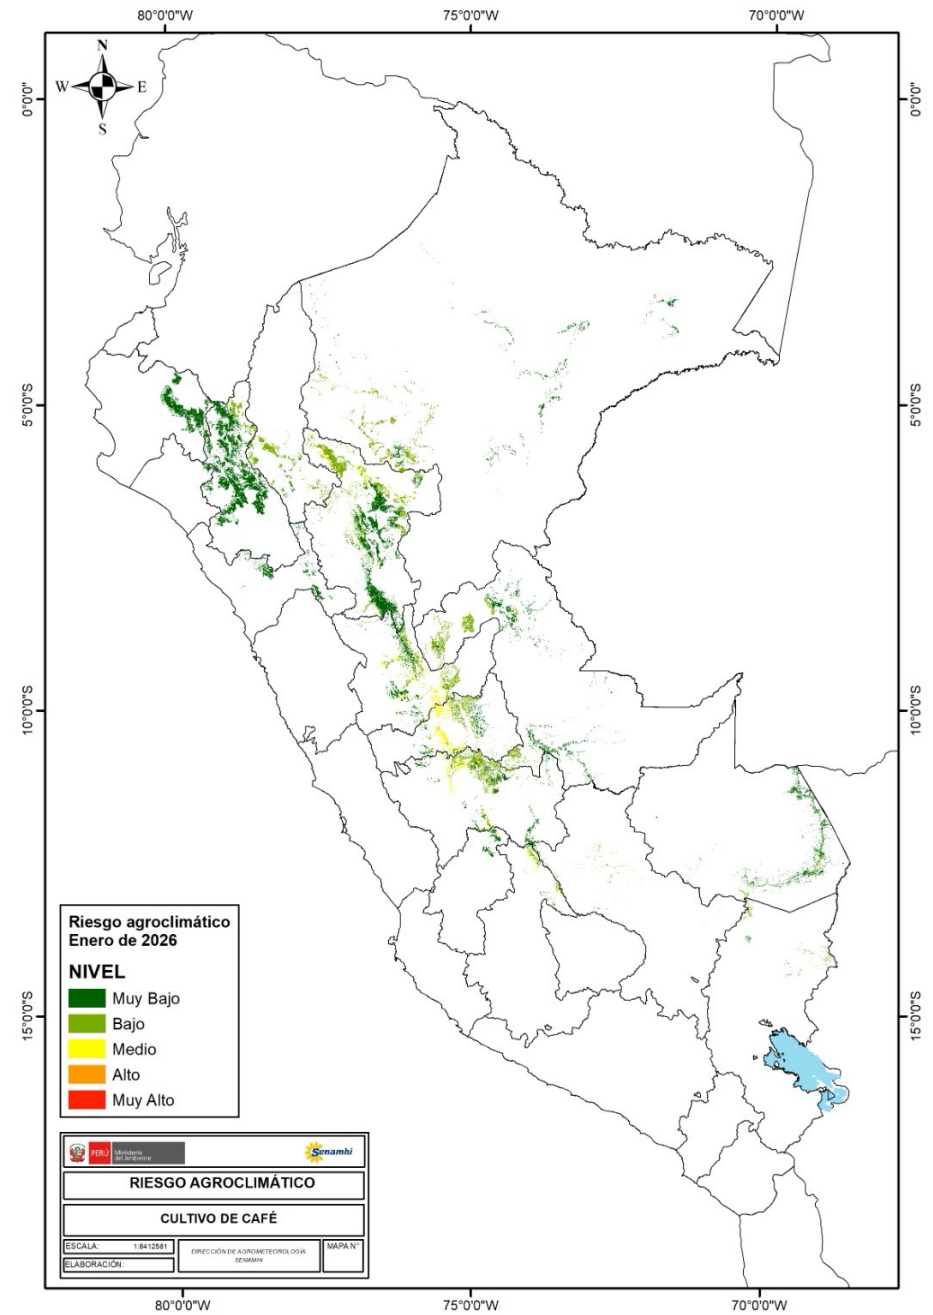 80°0'0"W
75°0'0"W
70°0'0"W
N
W
E
S
0°0'0"
0°0'0"
5°0'0"S
5°0'0"S
10°0'0"S
10°0'0"S
15°0'0"S
15°0'0"S
Riesgo agroclimático
Enero de 2026
NIVEL
Muy Bajo
Bajo
Medio
Alto
Muy Alto
PERÚ
Ministerio
del Ambiente
Senamhi
RIESGO AGROCLIMÁTICO
CULTIVO DE CAFÉ
ESCALA: 1:8412581
ELABORACIÓN:
DIRECCIÓN DE AGROMETEOROLOGÍA
SENAMHI
MAPA N°
80°0'0"W
75°0'0"W
70°0'0"W